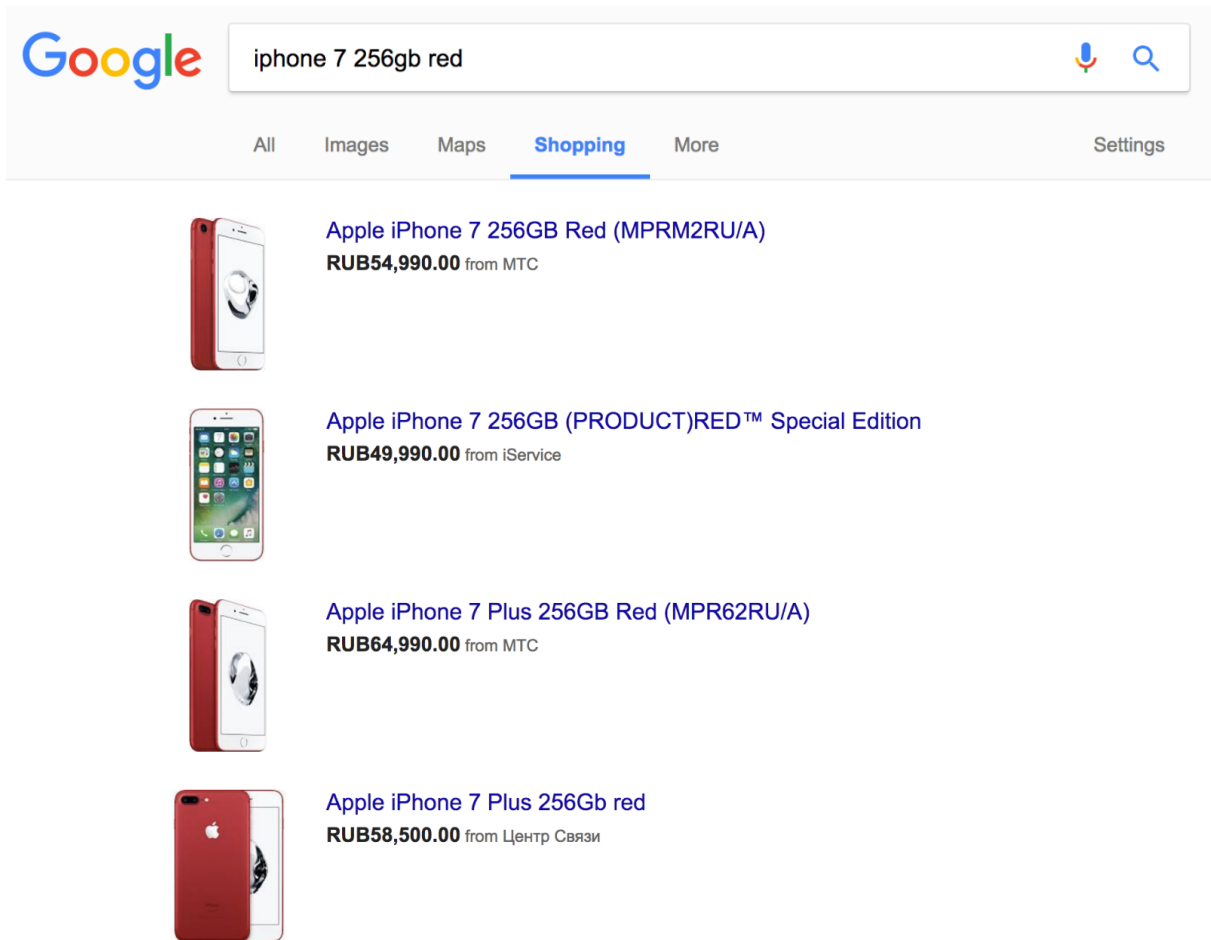 Google
iphone 7 256gb red
All Images Maps Shopping More Settings
Apple iPhone 7 256GB Red (MPRM2RU/A)
RUB54,990.00 from МТС
Apple iPhone 7 256GB (PRODUCT)RED™ Special Edition
RUB49,990.00 from iService
Apple iPhone 7 Plus 256GB Red (MPR62RU/A)
RUB64,990.00 from МТС
Apple iPhone 7 Plus 256Gb red
RUB58,500.00 from Центр Связи